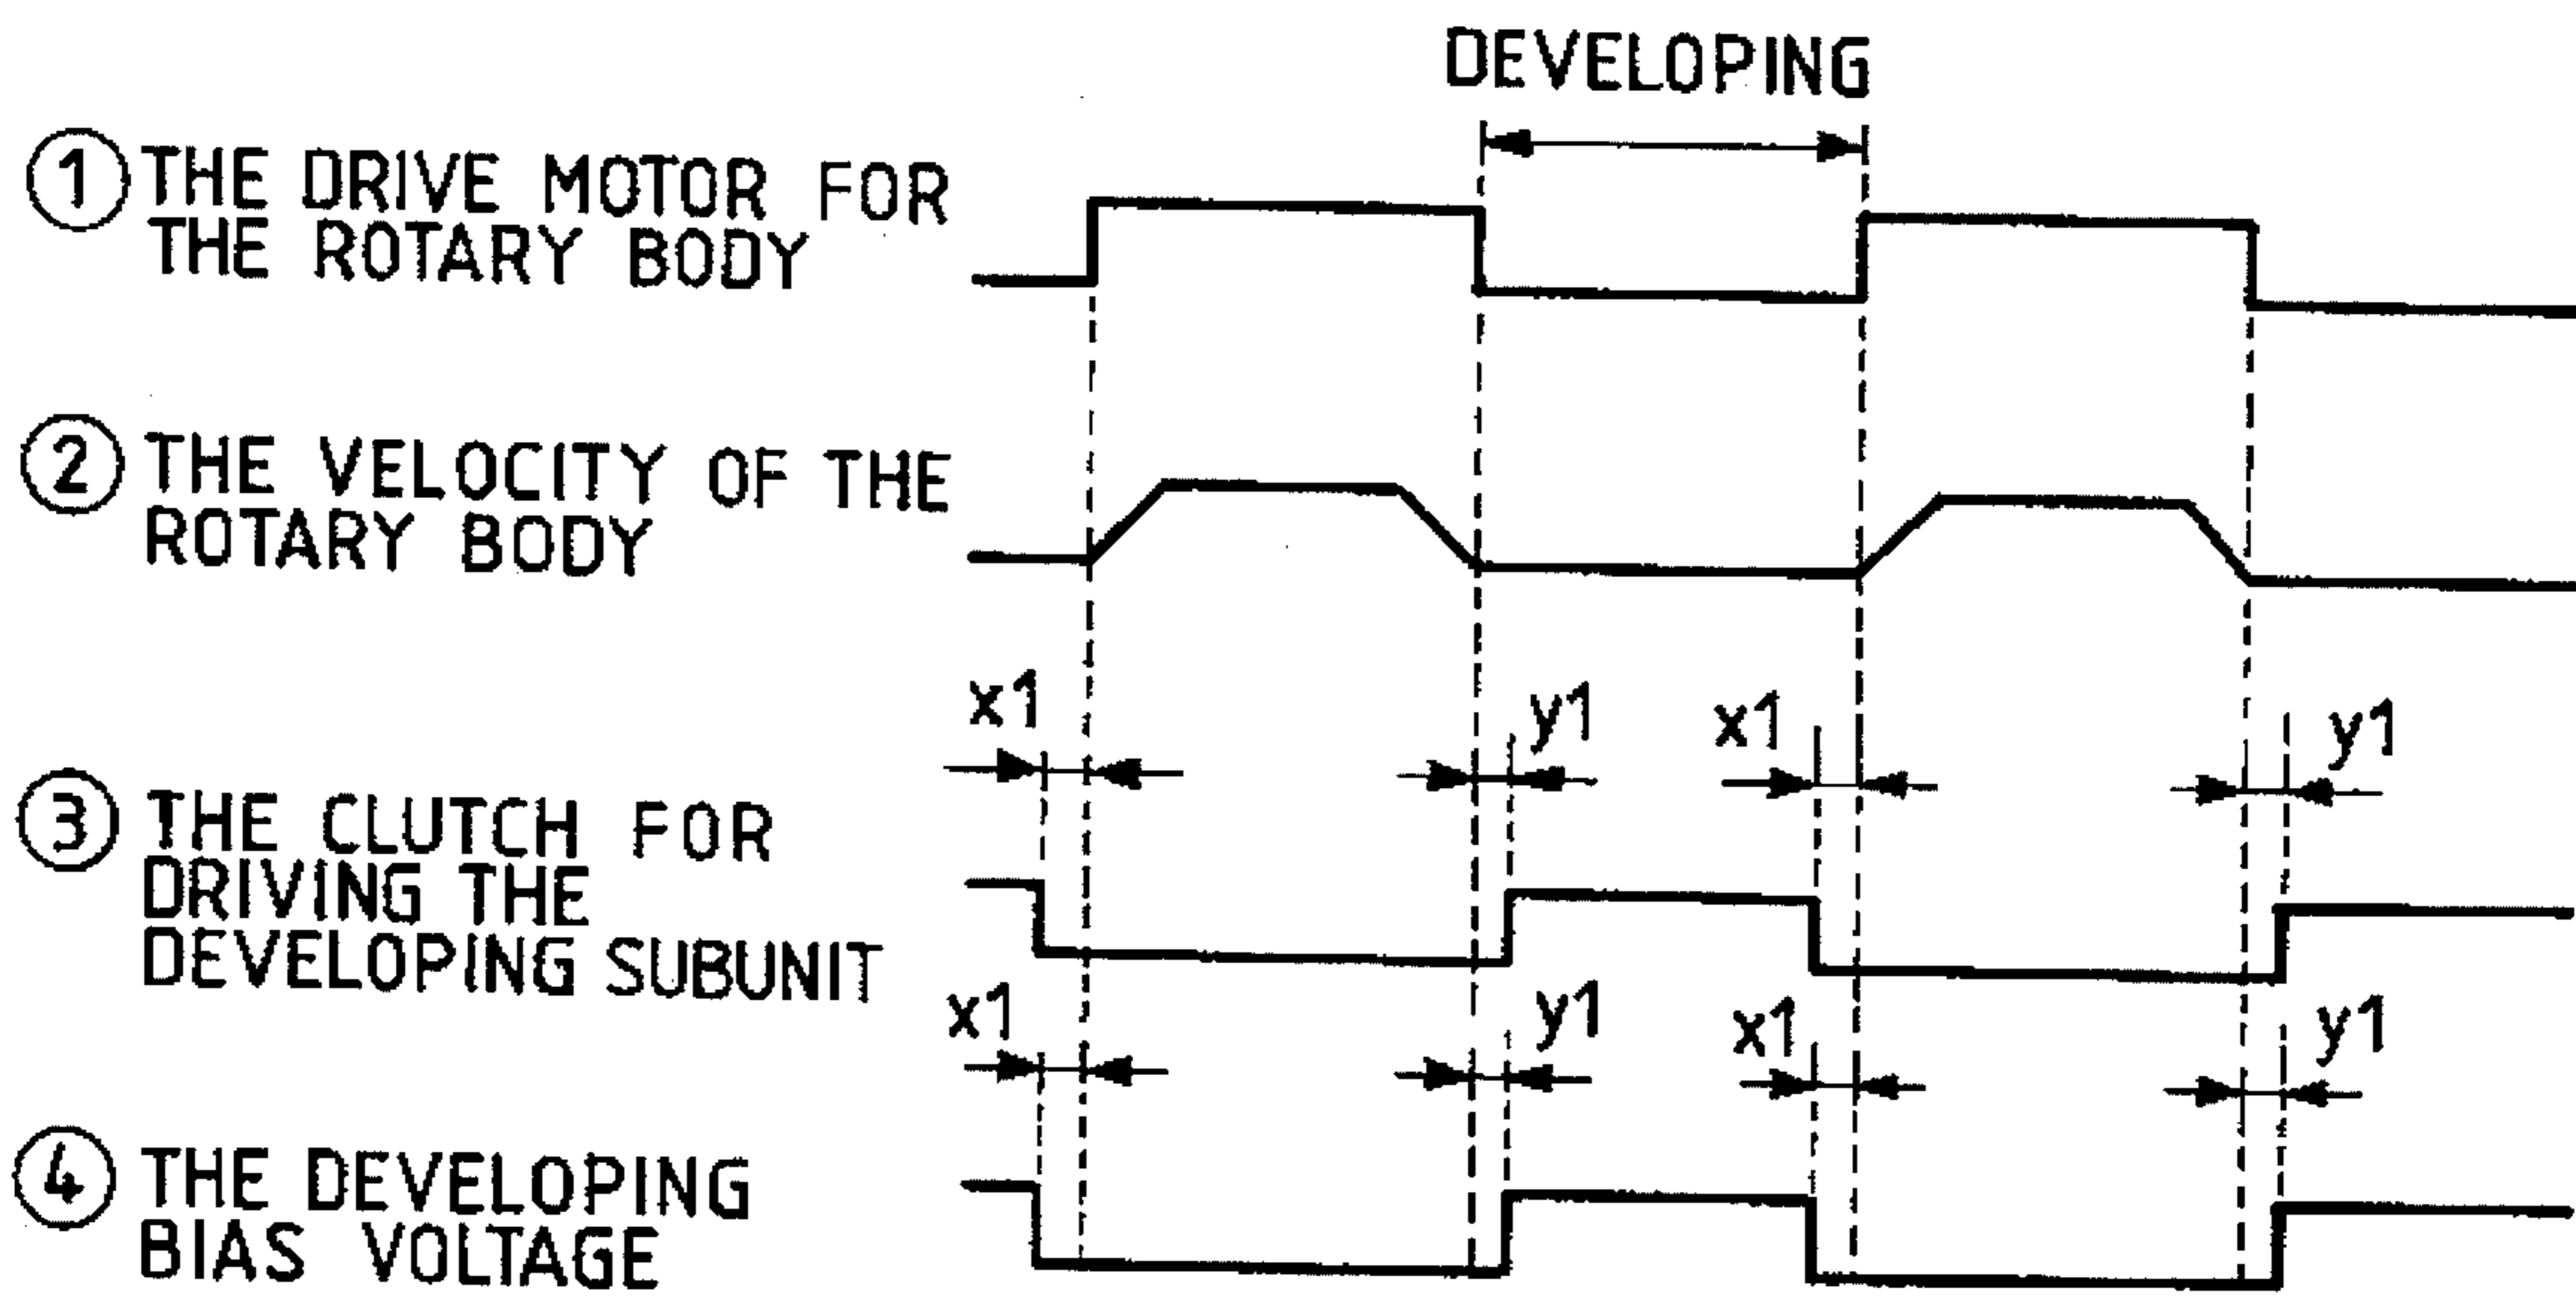 DEVELOPING
① THE DRIVE MOTOR FOR
THE ROTARY BODY
② THE VELOCITY OF THE
ROTARY BODY
x1 y1 x1 y1
③ THE CLUTCH FOR
DRIVING THE
DEVELOPING SUBUNIT
x1 y1 x1 y1
④ THE DEVELOPING
BIAS VOLTAGE